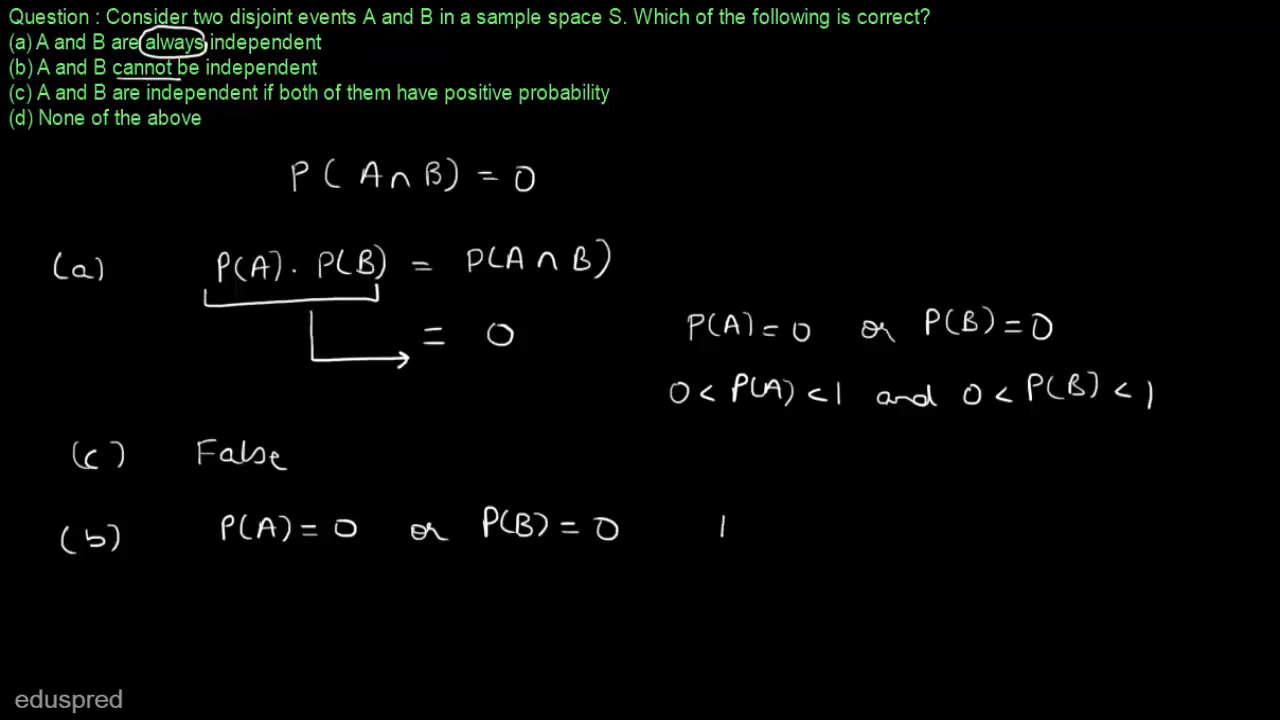 Question : Consider two disjoint events A and B in a sample space S. Which of the following is correct?
(a) A and B are always independent
(b) A and B cannot be independent
(c) A and B are independent if both of them have positive probability
(d) None of the above
P(A∩B) = 0
(a) P(A). P(B) = P(A∩B)
= 0
P(A) = 0 or P(B) = 0
0 < P(A) < 1 and 0 < P(B) < 1
(c) False
(b) P(A) = 0 or P(B) = 0
eduspred